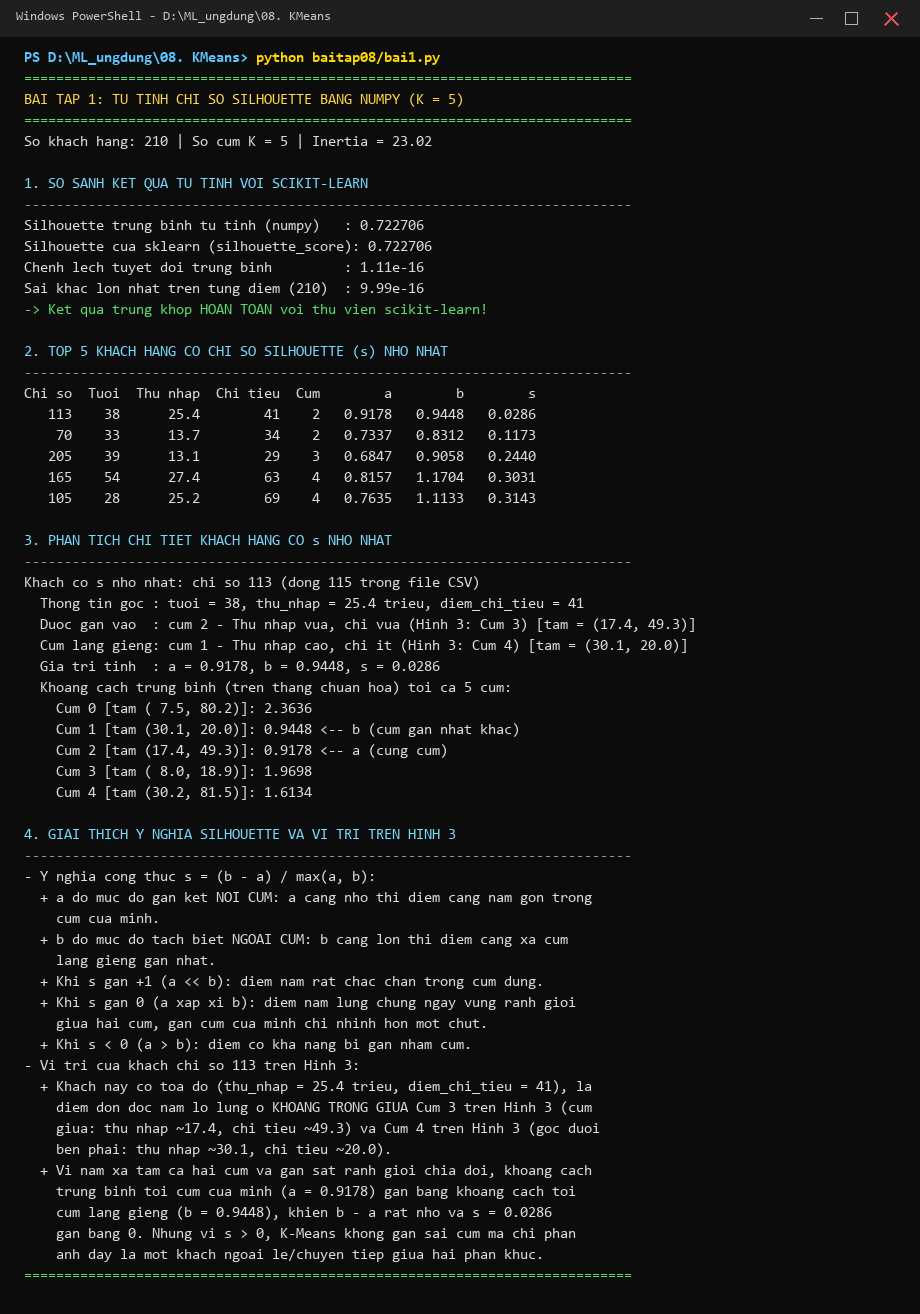 Windows PowerShell - D:\ML_ungdung\08. KMeans
PS D:\ML_ungdung\08. KMeans> python baitap08/bai1.py
============================================================================
BAI TAP 1: TU TINH CHI SO SILHOUETTE BANG NUMPY (K = 5)
============================================================================
So khach hang: 210 | So cum K = 5 | Inertia = 23.02
1. SO SANH KET QUA TU TINH VOI SCIKIT-LEARN
----------------------------------------------------------------------------
Silhouette trung binh tu tinh (numpy)   : 0.722706
Silhouette cua sklearn (silhouette_score): 0.722706
Chenh lech tuyet doi trung binh         : 1.11e-16
Sai khac lon nhat tren tung diem (210)  : 9.99e-16
-> Ket qua trung khop HOAN TOAN voi thu vien scikit-learn!
2. TOP 5 KHACH HANG CO CHI SO SILHOUETTE (s) NHO NHAT
----------------------------------------------------------------------------
Chi so  Tuoi  Thu nhap  Chi tieu  Cum        a        b        s
   113    38      25.4        41    2   0.9178   0.9448   0.0286
    70    33      13.7        34    2   0.7337   0.8312   0.1173
   205    39      13.1        29    3   0.6847   0.9058   0.2440
   165    54      27.4        63    4   0.8157   1.1704   0.3031
   105    28      25.2        69    4   0.7635   1.1133   0.3143
3. PHAN TICH CHI TIET KHACH HANG CO s NHO NHAT
----------------------------------------------------------------------------
Khach co s nho nhat: chi so 113 (dong 115 trong file CSV)
  Thong tin goc : tuoi = 38, thu_nhap = 25.4 trieu, diem_chi_tieu = 41
  Duoc gan vao  : cum 2 - Thu nhap vua, chi vua (Hinh 3: Cum 3) [tam = (17.4, 49.3)]
  Cum lang gieng: cum 1 - Thu nhap cao, chi it (Hinh 3: Cum 4) [tam = (30.1, 20.0)]
  Gia tri tinh  : a = 0.9178, b = 0.9448, s = 0.0286
  Khoang cach trung binh (tren thang chuan hoa) toi ca 5 cum:
    Cum 0 [tam ( 7.5, 80.2)]: 2.3636
    Cum 1 [tam (30.1, 20.0)]: 0.9448 <-- b (cum gan nhat khac)
    Cum 2 [tam (17.4, 49.3)]: 0.9178 <-- a (cung cum)
    Cum 3 [tam ( 8.0, 18.9)]: 1.9698
    Cum 4 [tam (30.2, 81.5)]: 1.6134
4. GIAI THICH Y NGHIA SILHOUETTE VA VI TRI TREN HINH 3
----------------------------------------------------------------------------
- Y nghia cong thuc s = (b - a) / max(a, b):
  + a do muc do gan ket NOI CUM: a cang nho thi diem cang nam gon trong
    cum cua minh.
  + b do muc do tach biet NGOAI CUM: b cang lon thi diem cang xa cum
    lang gieng gan nhat.
  + Khi s gan +1 (a << b): diem nam rat chac chan trong cum dung.
  + Khi s gan 0 (a xap xi b): diem nam lung chung ngay vung ranh gioi
    giua hai cum, gan cum cua minh chi nhinh hon mot chut.
  + Khi s < 0 (a > b): diem co kha nang bi gan nham cum.
- Vi tri cua khach chi so 113 tren Hinh 3:
  + Khach nay co toa do (thu_nhap = 25.4 trieu, diem_chi_tieu = 41), la
    diem don doc nam lo lung o KHOANG TRONG GIUA Cum 3 tren Hinh 3 (cum
    giua: thu nhap ~17.4, chi tieu ~49.3) va Cum 4 tren Hinh 3 (goc duoi
    ben phai: thu nhap ~30.1, chi tieu ~20.0).
  + Vi nam xa tam ca hai cum va gan sat ranh gioi chia doi, khoang cach
    trung binh toi cum cua minh (a = 0.9178) gan bang khoang cach toi
    cum lang gieng (b = 0.9448), khien b - a rat nho va s = 0.0286
    gan bang 0. Nhung vi s > 0, K-Means khong gan sai cum ma chi phan
    anh day la mot khach ngoai le/chuyen tiep giua hai phan khuc.
============================================================================